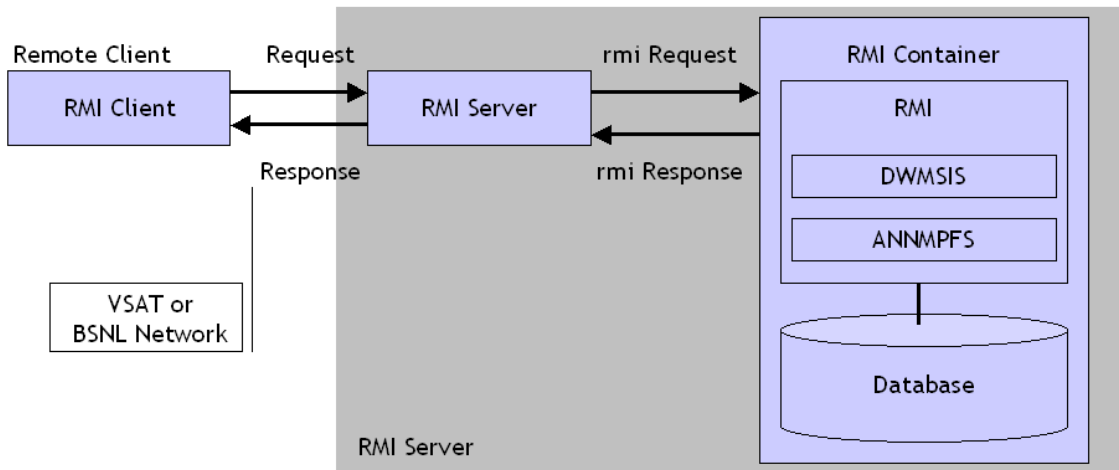 Remote Client
RMI Client
Request
Response
VSAT or
BSNL Network
RMI Server
rmi Request
rmi Response
RMI Container
RMI
DWMSIS
ANNMPFS
Database
RMI Server